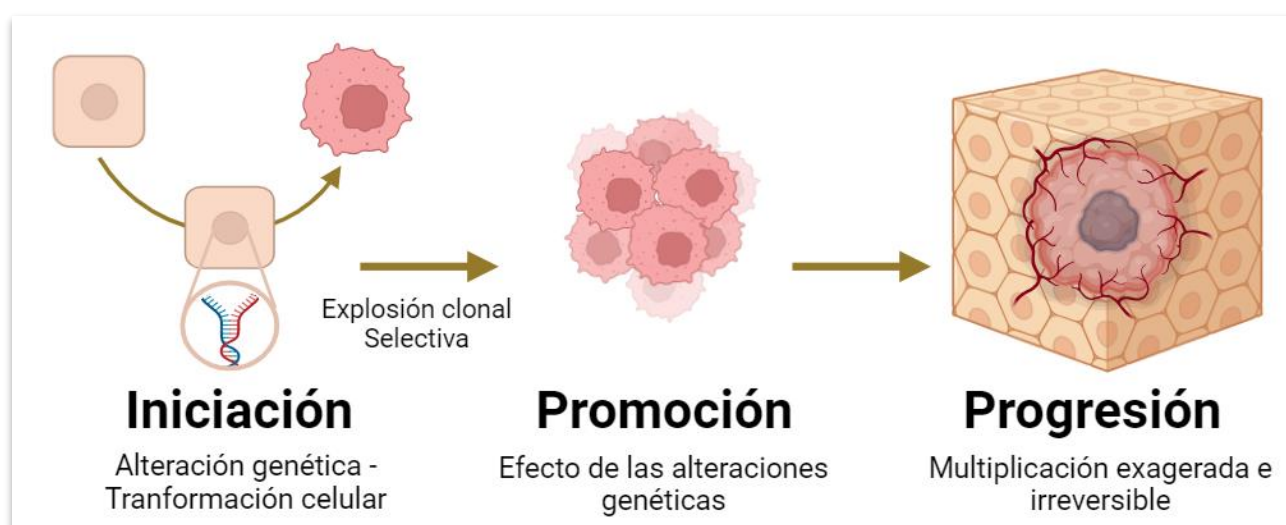 Explosión clonal
Selectiva
Iniciación
Alteración genética -
Tranformación celular
Promoción
Efecto de las alteraciones
genéticas
Progresión
Multiplicación exagerada e
irreversible